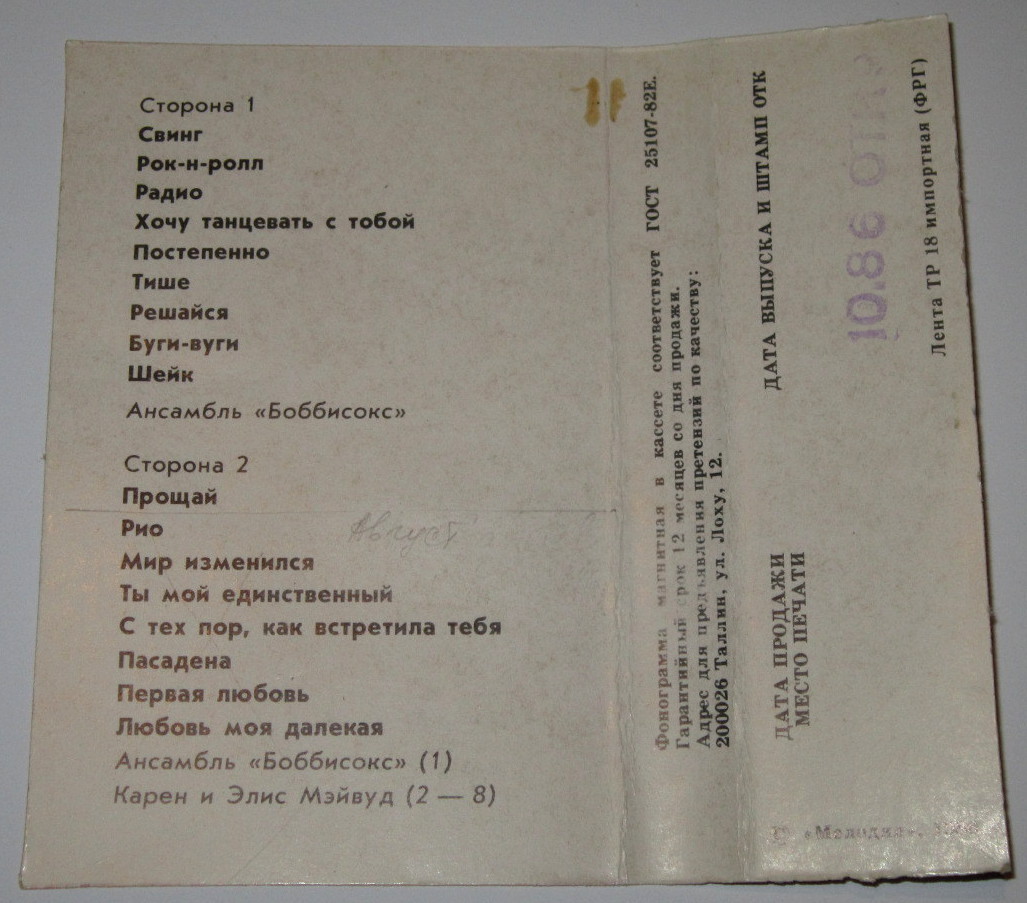 Сторона 1
Свинг
Рок-н-ролл
Радио
Хочу танцевать с тобой
Постепенно
Тише
Решайся
Буги-вуги
Шейк
Ансамбль «Боббисокс»
Сторона 2
Прощай
Рио
Август
Мир изменился
Ты мой единственный
С тех пор, как встретила тебя
Пасадена
Первая любовь
Любовь моя далекая
Ансамбль «Боббисокс» (1)
Карен и Элис Мэйвуд (2 — 8)
Фонограмма магнитная в кассете соответствует ГОСТ 25107-82Е.
Гарантийный срок 12 месяцев со дня продажи.
Адрес для предъявления претензий по качеству:
200026 Таллин, ул. Лоху, 12.
ДАТА ВЫПУСКА И ШТАМП ОТК
ДАТА ПРОДАЖИ
МЕСТО ПЕЧАТИ
10.86
Лента ТР 18 импортная (ФРГ)
«Мелодия»,